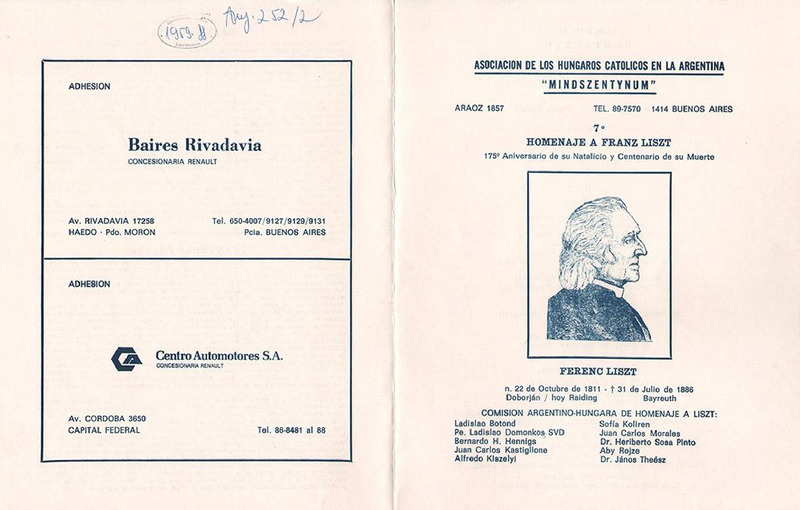 1959.
Arg. 252/2
ADHESION
Baires Rivadavia
CONCESIONARIA RENAULT
Av. RIVADAVIA 17258
Tel. 650-4007/9127/9129/9131
HAEDO - Pdo. MORON
Pcia. BUENOS AIRES
ADHESION
Centro Automotores S.A.
CONCESIONARIA RENAULT
Av. CORDOBA 3650
CAPITAL FEDERAL
Tel. 86-8481 al 88
ASOCIACION DE LOS HUNGAROS CATOLICOS EN LA ARGENTINA
"MINDSZENTYNUM"
ARAOZ 1857 TEL. 89-7570 1414 BUENOS AIRES
7º
HOMENAJE A FRANZ LISZT
175º Aniversario de su Natalicio y Centenario de su Muerte
FERENC LISZT
n. 22 de Octubre de 1811 - † 31 de Julio de 1886
Doborján / hoy Raiding Bayreuth
COMISION ARGENTINO-HUNGARA DE HOMENAJE A LISZT:
Ladislao Botond
Pe. Ladislao Domonkos SVD
Bernardo H. Hennigs
Juan Carlos Kastiglione
Alfredo Kiszelyi
Sofía Koliren
Juan Carlos Morales
Dr. Heriberto Sosa Pinto
Aby Rojze
Dr. János Theész